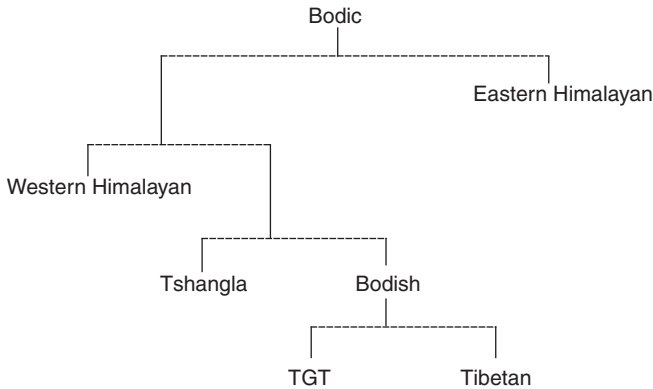 Bodic
Eastern Himalayan
Western Himalayan
Tshangla Bodish
TGT Tibetan